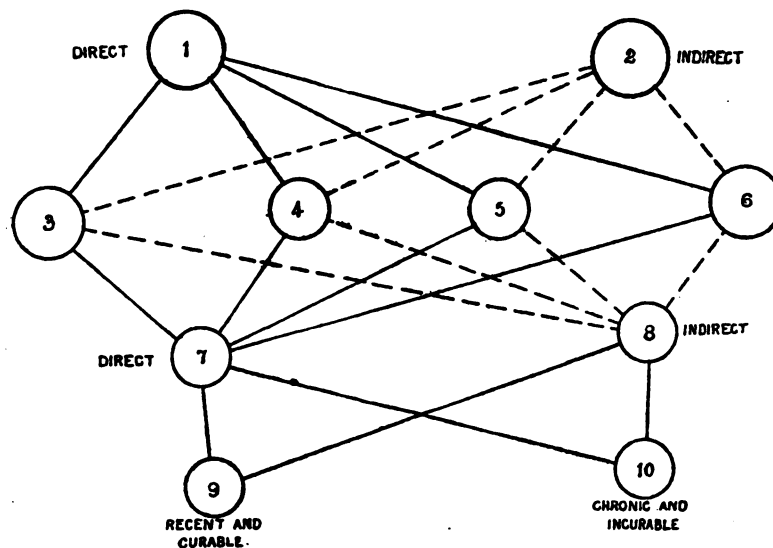 DIRECT 1 2 INDIRECT
3 4 5 6
DIRECT 7 8 INDIRECT
9 10
RECENT AND
CURABLE.
CHRONIC AND
INCURABLE